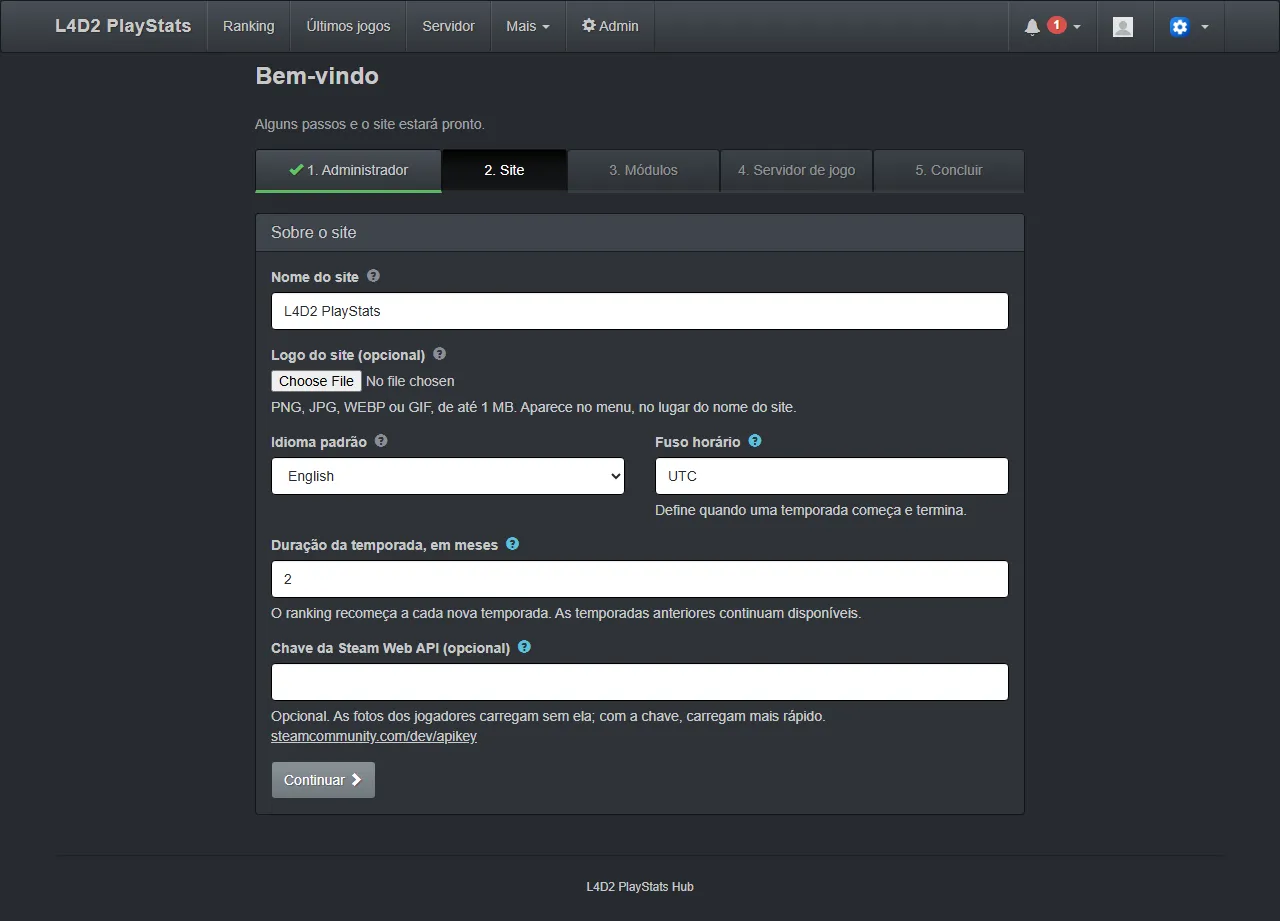 L4D2 PlayStats Ranking Últimos jogos Servidor Mais Admin 1
Bem-vindo
Alguns passos e o site estará pronto.
1. Administrador 2. Site 3. Módulos 4. Servidor de jogo 5. Concluir
Sobre o site
Nome do site ?
L4D2 PlayStats
Logo do site (opcional) ?
Choose File No file chosen
PNG, JPG, WEBP ou GIF, de até 1 MB. Aparece no menu, no lugar do nome do site.
Idioma padrão ? Fuso horário ?
English UTC
Define quando uma temporada começa e termina.
Duração da temporada, em meses ?
2
O ranking recomeça a cada nova temporada. As temporadas anteriores continuam disponíveis.
Chave da Steam Web API (opcional) ?
Opcional. As fotos dos jogadores carregam sem ela; com a chave, carregam mais rápido.
steamcommunity.com/dev/apikey
Continuar
L4D2 PlayStats Hub